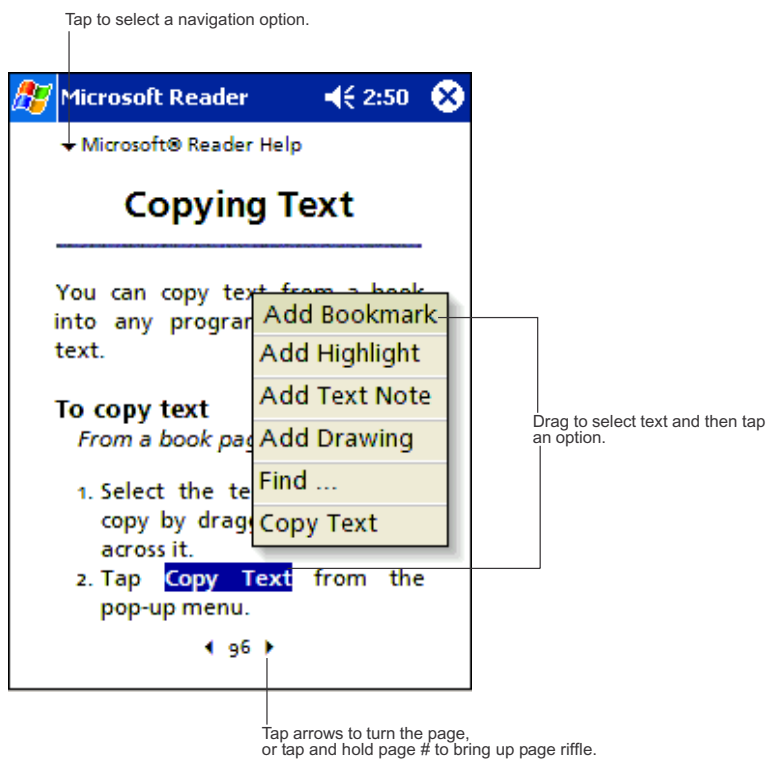 Tap to select a navigation option.
Microsoft Reader 2:50
Microsoft® Reader Help
Copying Text
You can copy text from a book
into any program
text.
Add Bookmark
Add Highlight
Add Text Note
Add Drawing
Find ...
Copy Text
To copy text
From a book
1. Select the
copy by
across it.
2. Tap Copy Text from the
pop-up menu.
96
Drag to select text and then tap
an option.
Tap arrows to turn the page,
or tap and hold page # to bring up page riffle.